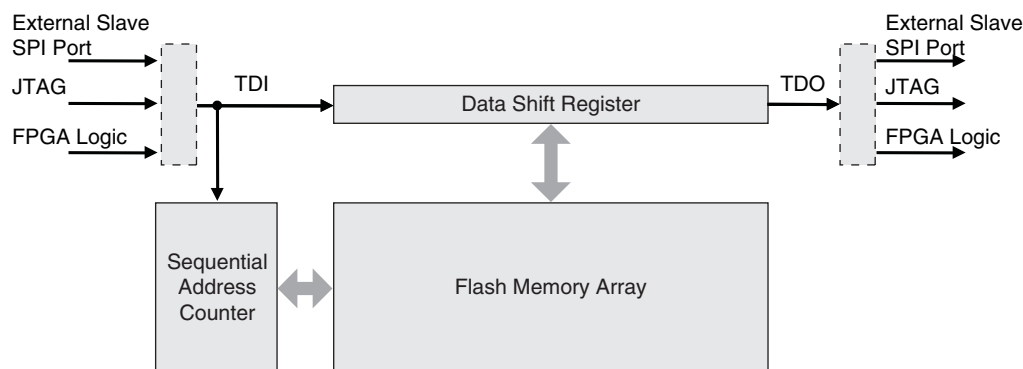 External Slave
SPI Port
JTAG
FPGA Logic
TDI
Data Shift Register
TDO
External Slave
SPI Port
JTAG
FPGA Logic
Sequential
Address
Counter
Flash Memory Array